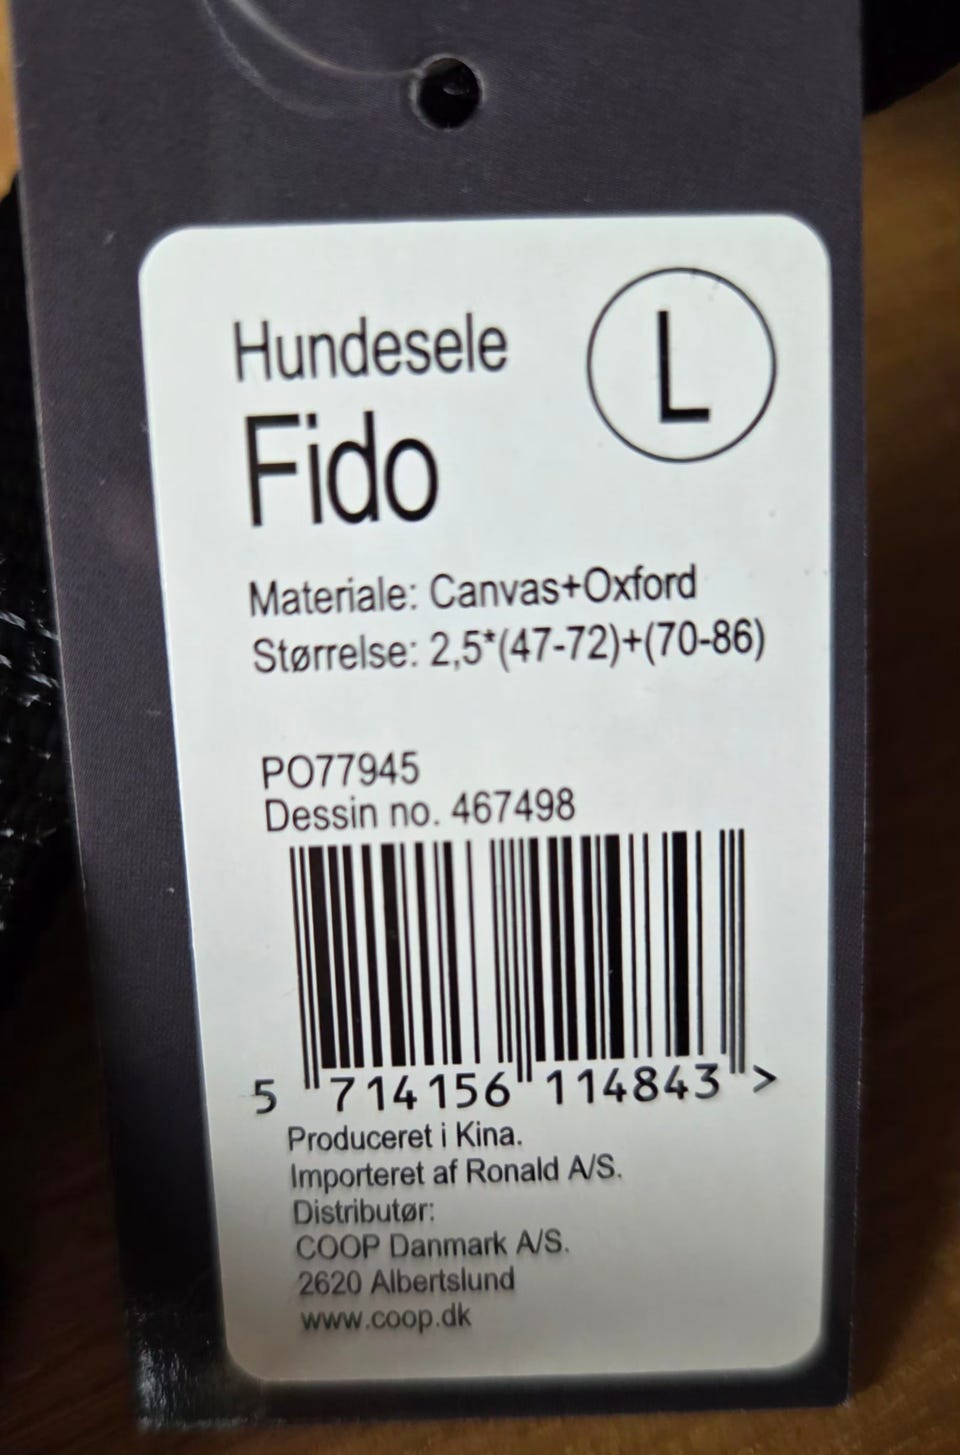 Hundesele
L
Fido
Materiale: Canvas+Oxford
Størrelse: 2,5*(47-72)+(70-86)
PO77945
Dessin no. 467498
5 714156 114843 >
Produceret i Kina.
Importeret af Ronald A/S.
Distributør:
COOP Danmark A/S.
2620 Albertslund
www.coop.dk